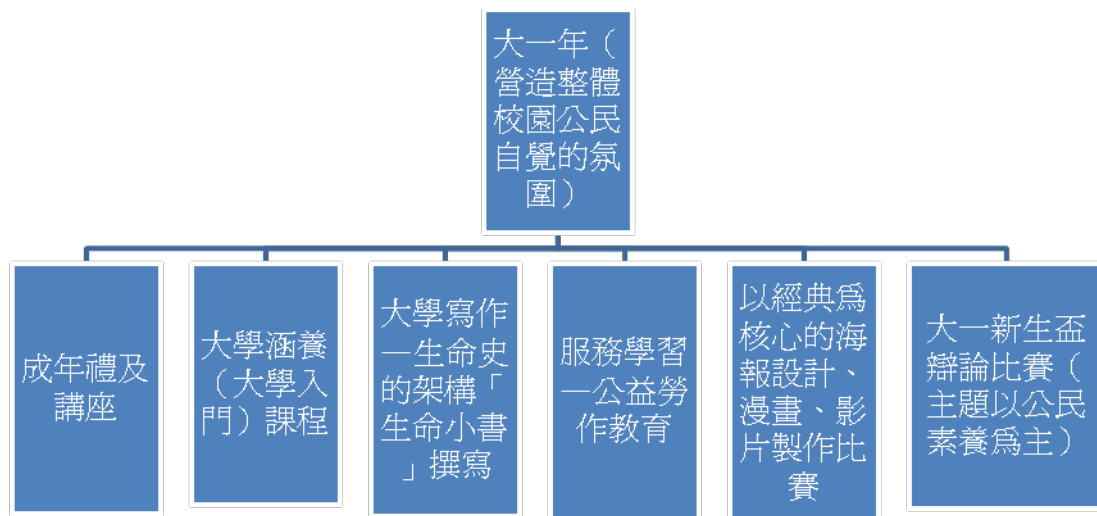 大一年（
營造整體
校園公民
自覺的氛
圍）
成年禮及
講座
大學涵養
（大學入
門）課程
大學寫作
—生命史
的架構「
生命小書
」撰寫
服務學習
—公益勞
作教育
以經典為
核心的海
報設計、
漫畫、影
片製作比
賽
大一新生盃
辯論比賽（
主題以公民
素養為主）